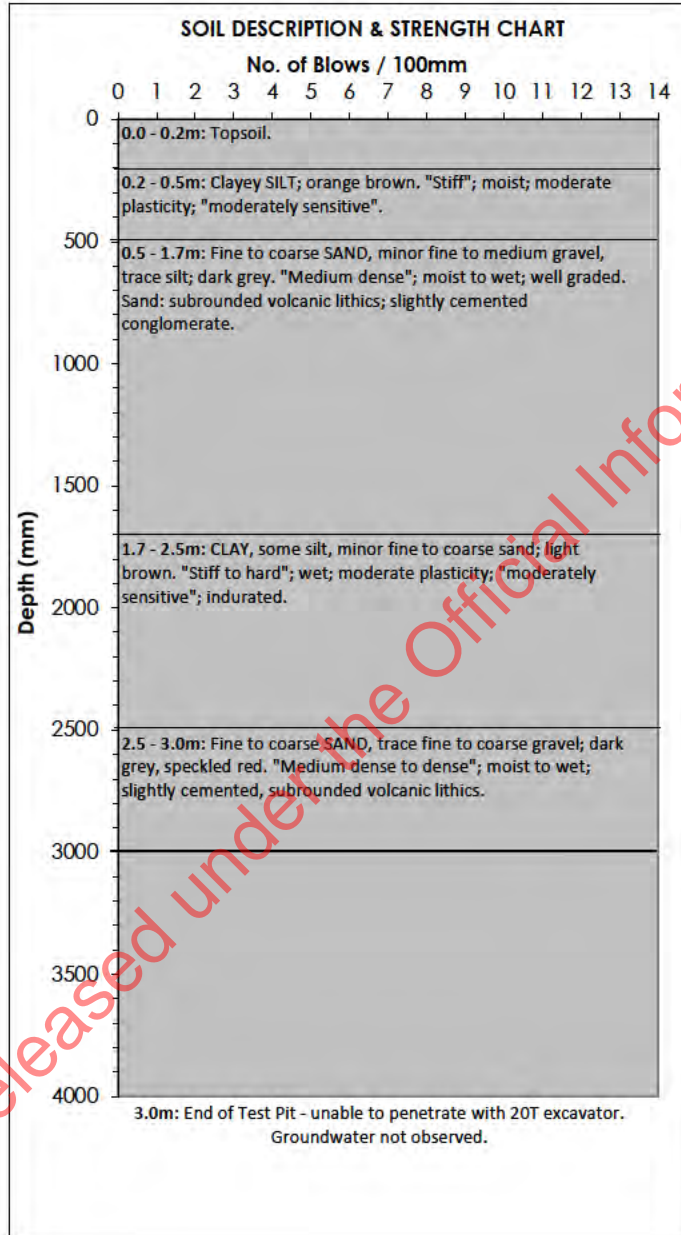 SOIL DESCRIPTION & STRENGTH CHART
No. of Blows / 100mm
0 1 2 3 4 5 6 7 8 9 10 11 12 13 14
0
0.0 - 0.2m: Topsoil.
0.2 - 0.5m: Clayey SILT; orange brown. "Stiff"; moist; moderate
plasticity; "moderately sensitive".
500
0.5 - 1.7m: Fine to coarse SAND, minor fine to medium gravel,
trace silt; dark grey. "Medium dense"; moist to wet; well graded.
Sand: subrounded volcanic lithics; slightly cemented
conglomerate.
1000
1500
Depth (mm)
1.7 - 2.5m: CLAY, some silt, minor fine to coarse sand; light
brown. "Stiff to hard"; wet; moderate plasticity; "moderately
sensitive"; indurated.
2000
2500
2.5 - 3.0m: Fine to coarse SAND, trace fine to coarse gravel; dark
grey, speckled red. "Medium dense to dense"; moist to wet;
slightly cemented, subrounded volcanic lithics.
3000
3500
4000
3.0m: End of Test Pit - unable to penetrate with 20T excavator.
Groundwater not observed.
eleased under the Official Infor